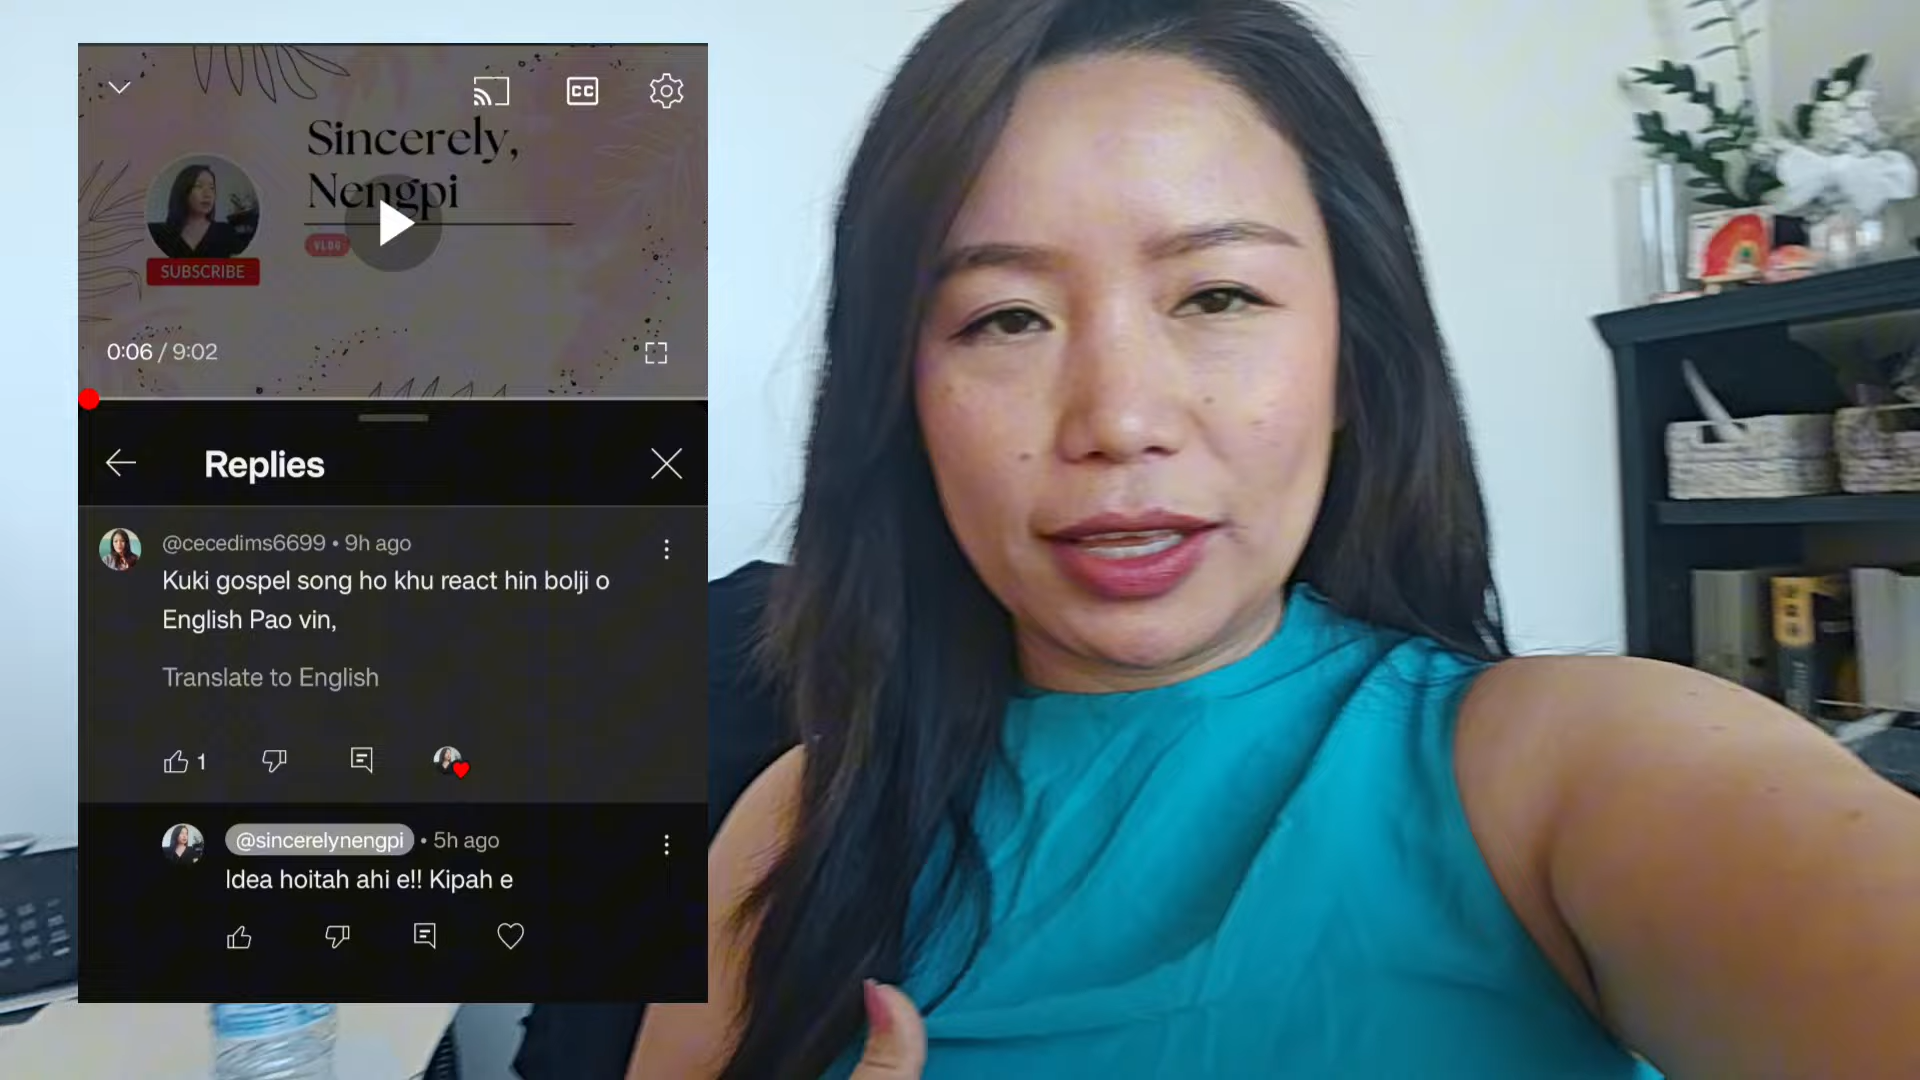 CC
Sincerely,
Nengpi
VLOG
SUBSCRIBE
0:06 / 9:02
Replies
@cecedims6699 • 9h ago
Kuki gospel song ho khu react hin bolji o
English Pao vin,
Translate to English
1
@sincerelynengpi • 5h ago
Idea hoitah ahi e!! Kipah e